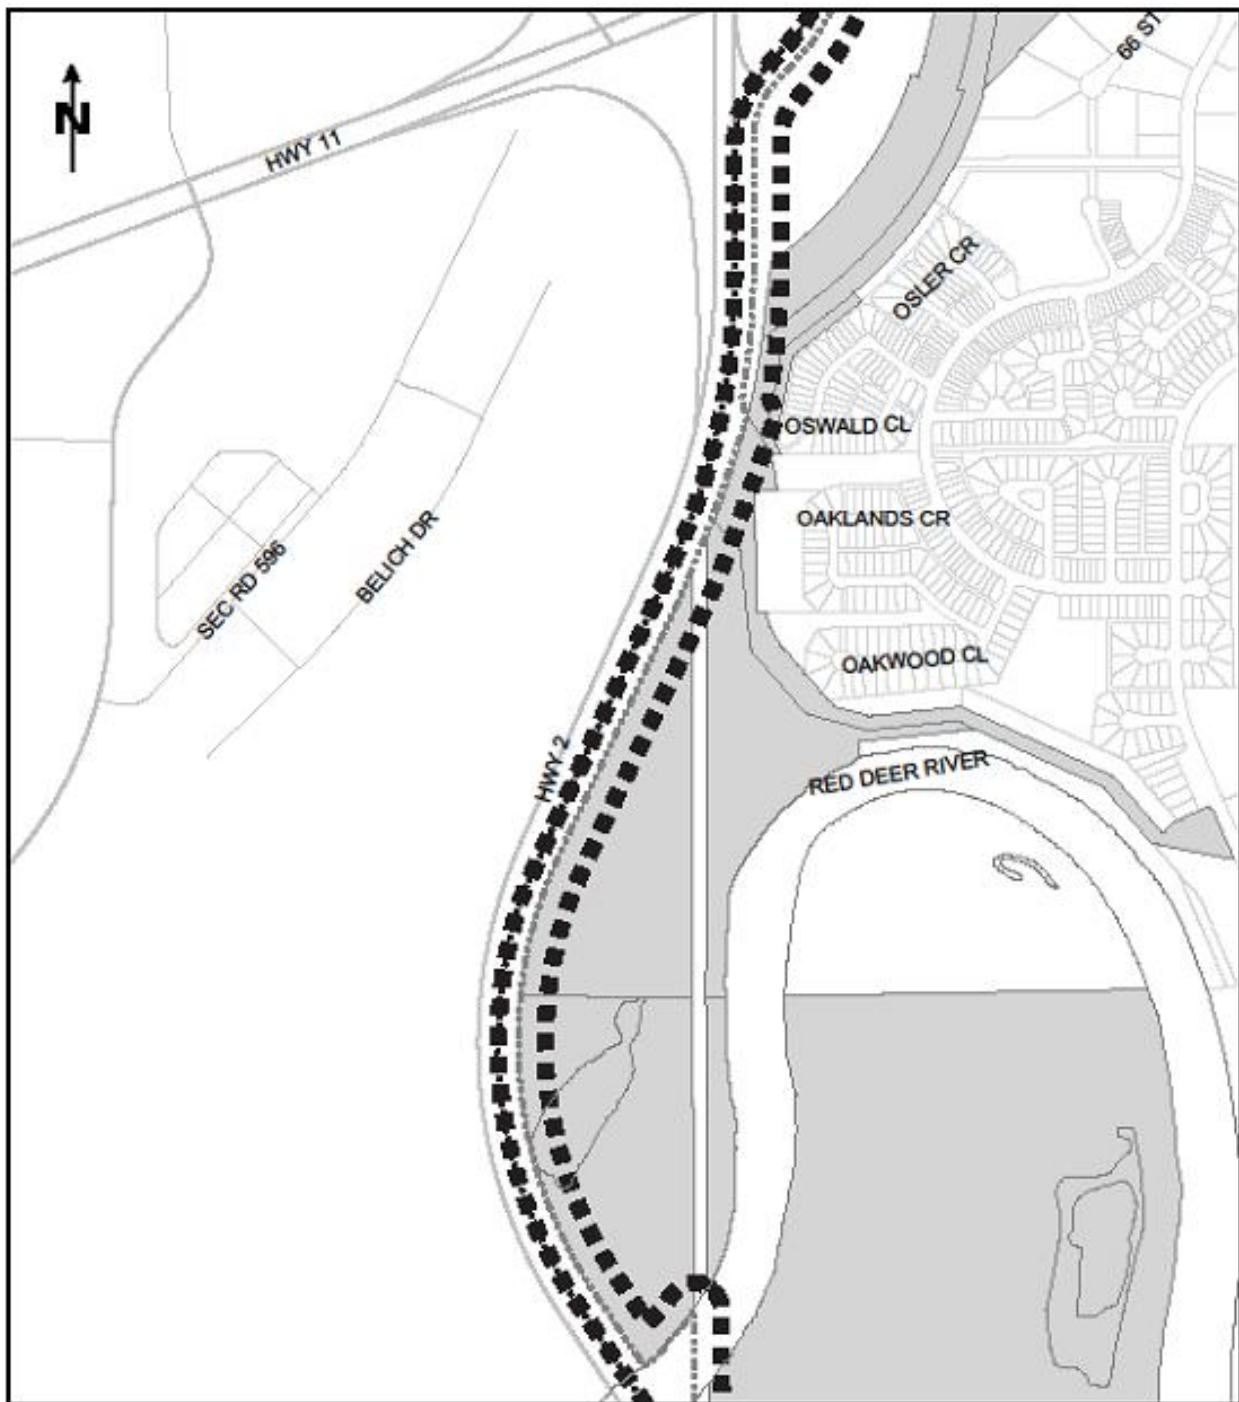 66 ST
N
HWY 11
OSLER CR
OSWALD CL
OAKLANDS CR
SEC RD 596
BELICH DR
OAKWOOD CL
HWY 2
RED DEER RIVER